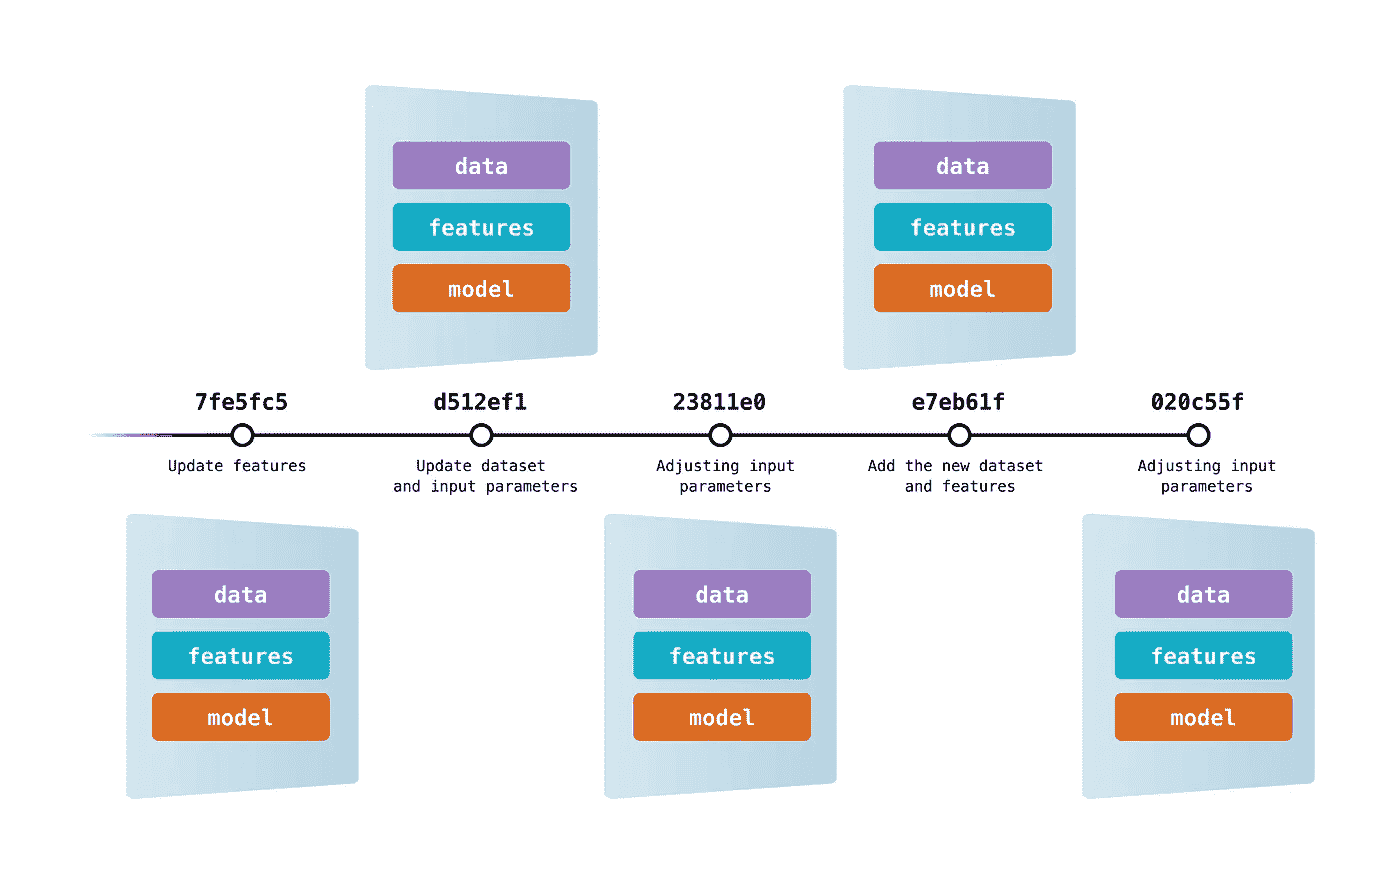 data
features
model
data
features
model
7fe5fc5
d512ef1
23811e0
e7eb61f
020c55f
Update features
Update dataset
and input parameters
Adjusting input
parameters
Add the new dataset
and features
Adjusting input
parameters
data
features
model
data
features
model
data
features
model